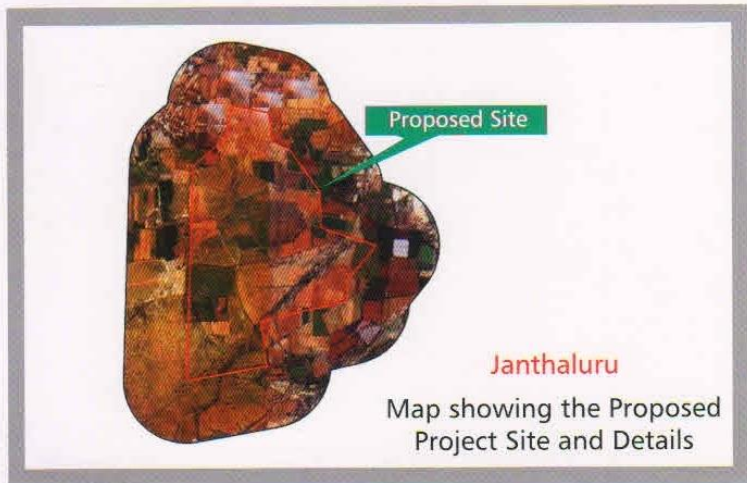 Proposed Site
Janthaluru
Map showing the Proposed
Project Site and Details